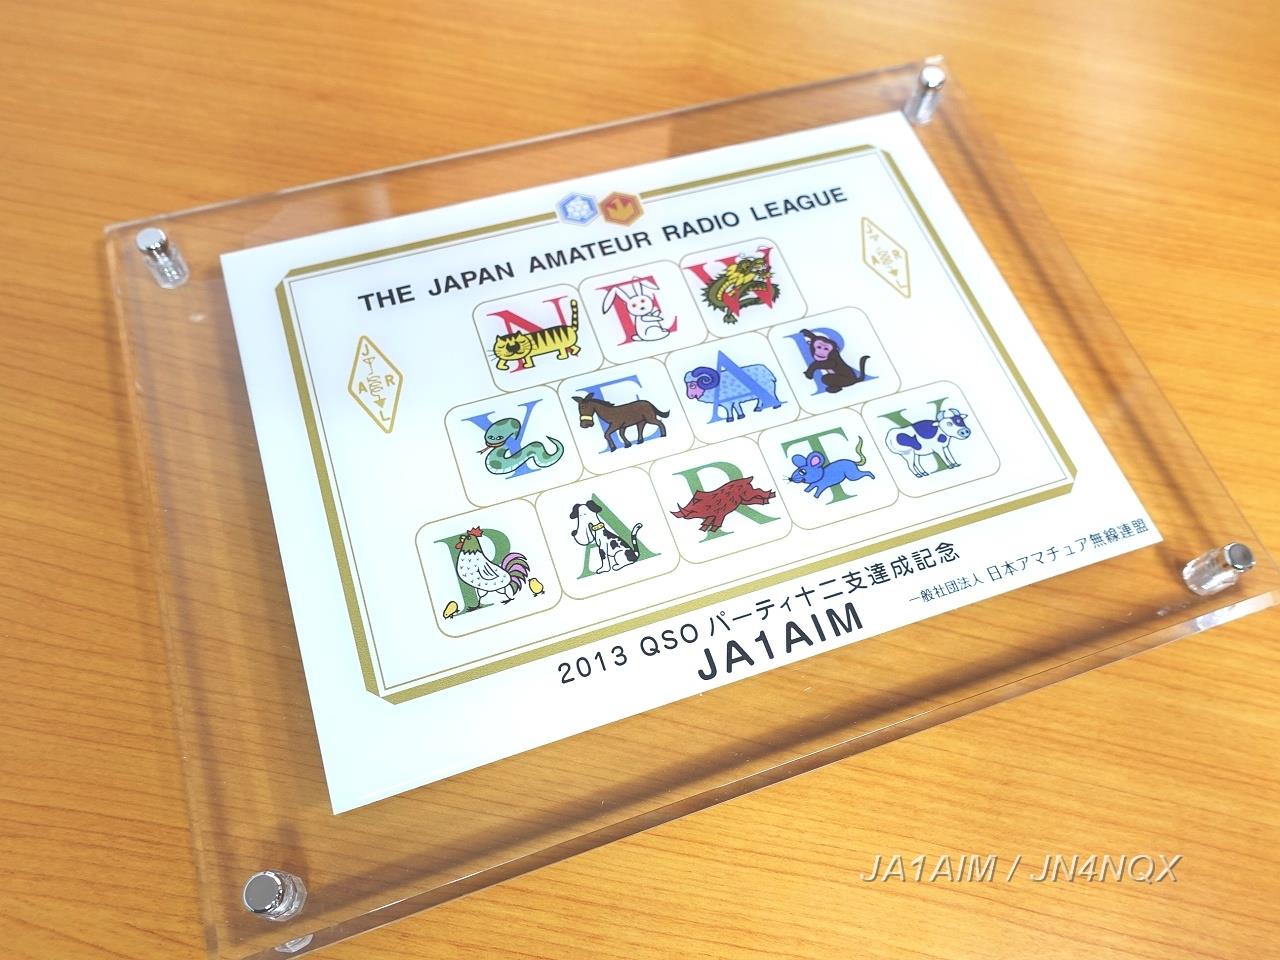 THE JAPAN AMATEUR RADIO LEAGUE
JARL
JARL
NEW
YEAR
PARTY
2013 QSO パーティ十二支達成記念
JA1AIM
一般社団法人 日本アマチュア無線連盟
JA1AIM / JN4NQX